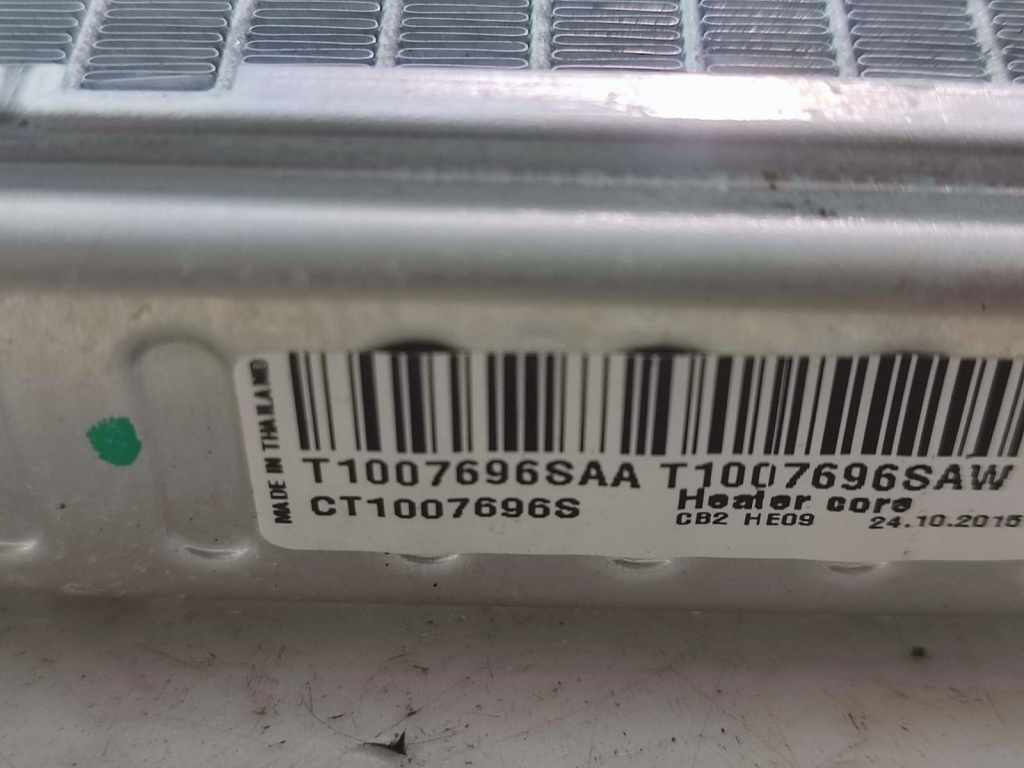 MADE IN THAILAND
T1007696SAA T1007696SAW
CT1007696S
Heater core
CB2 HE09 24.10.2015